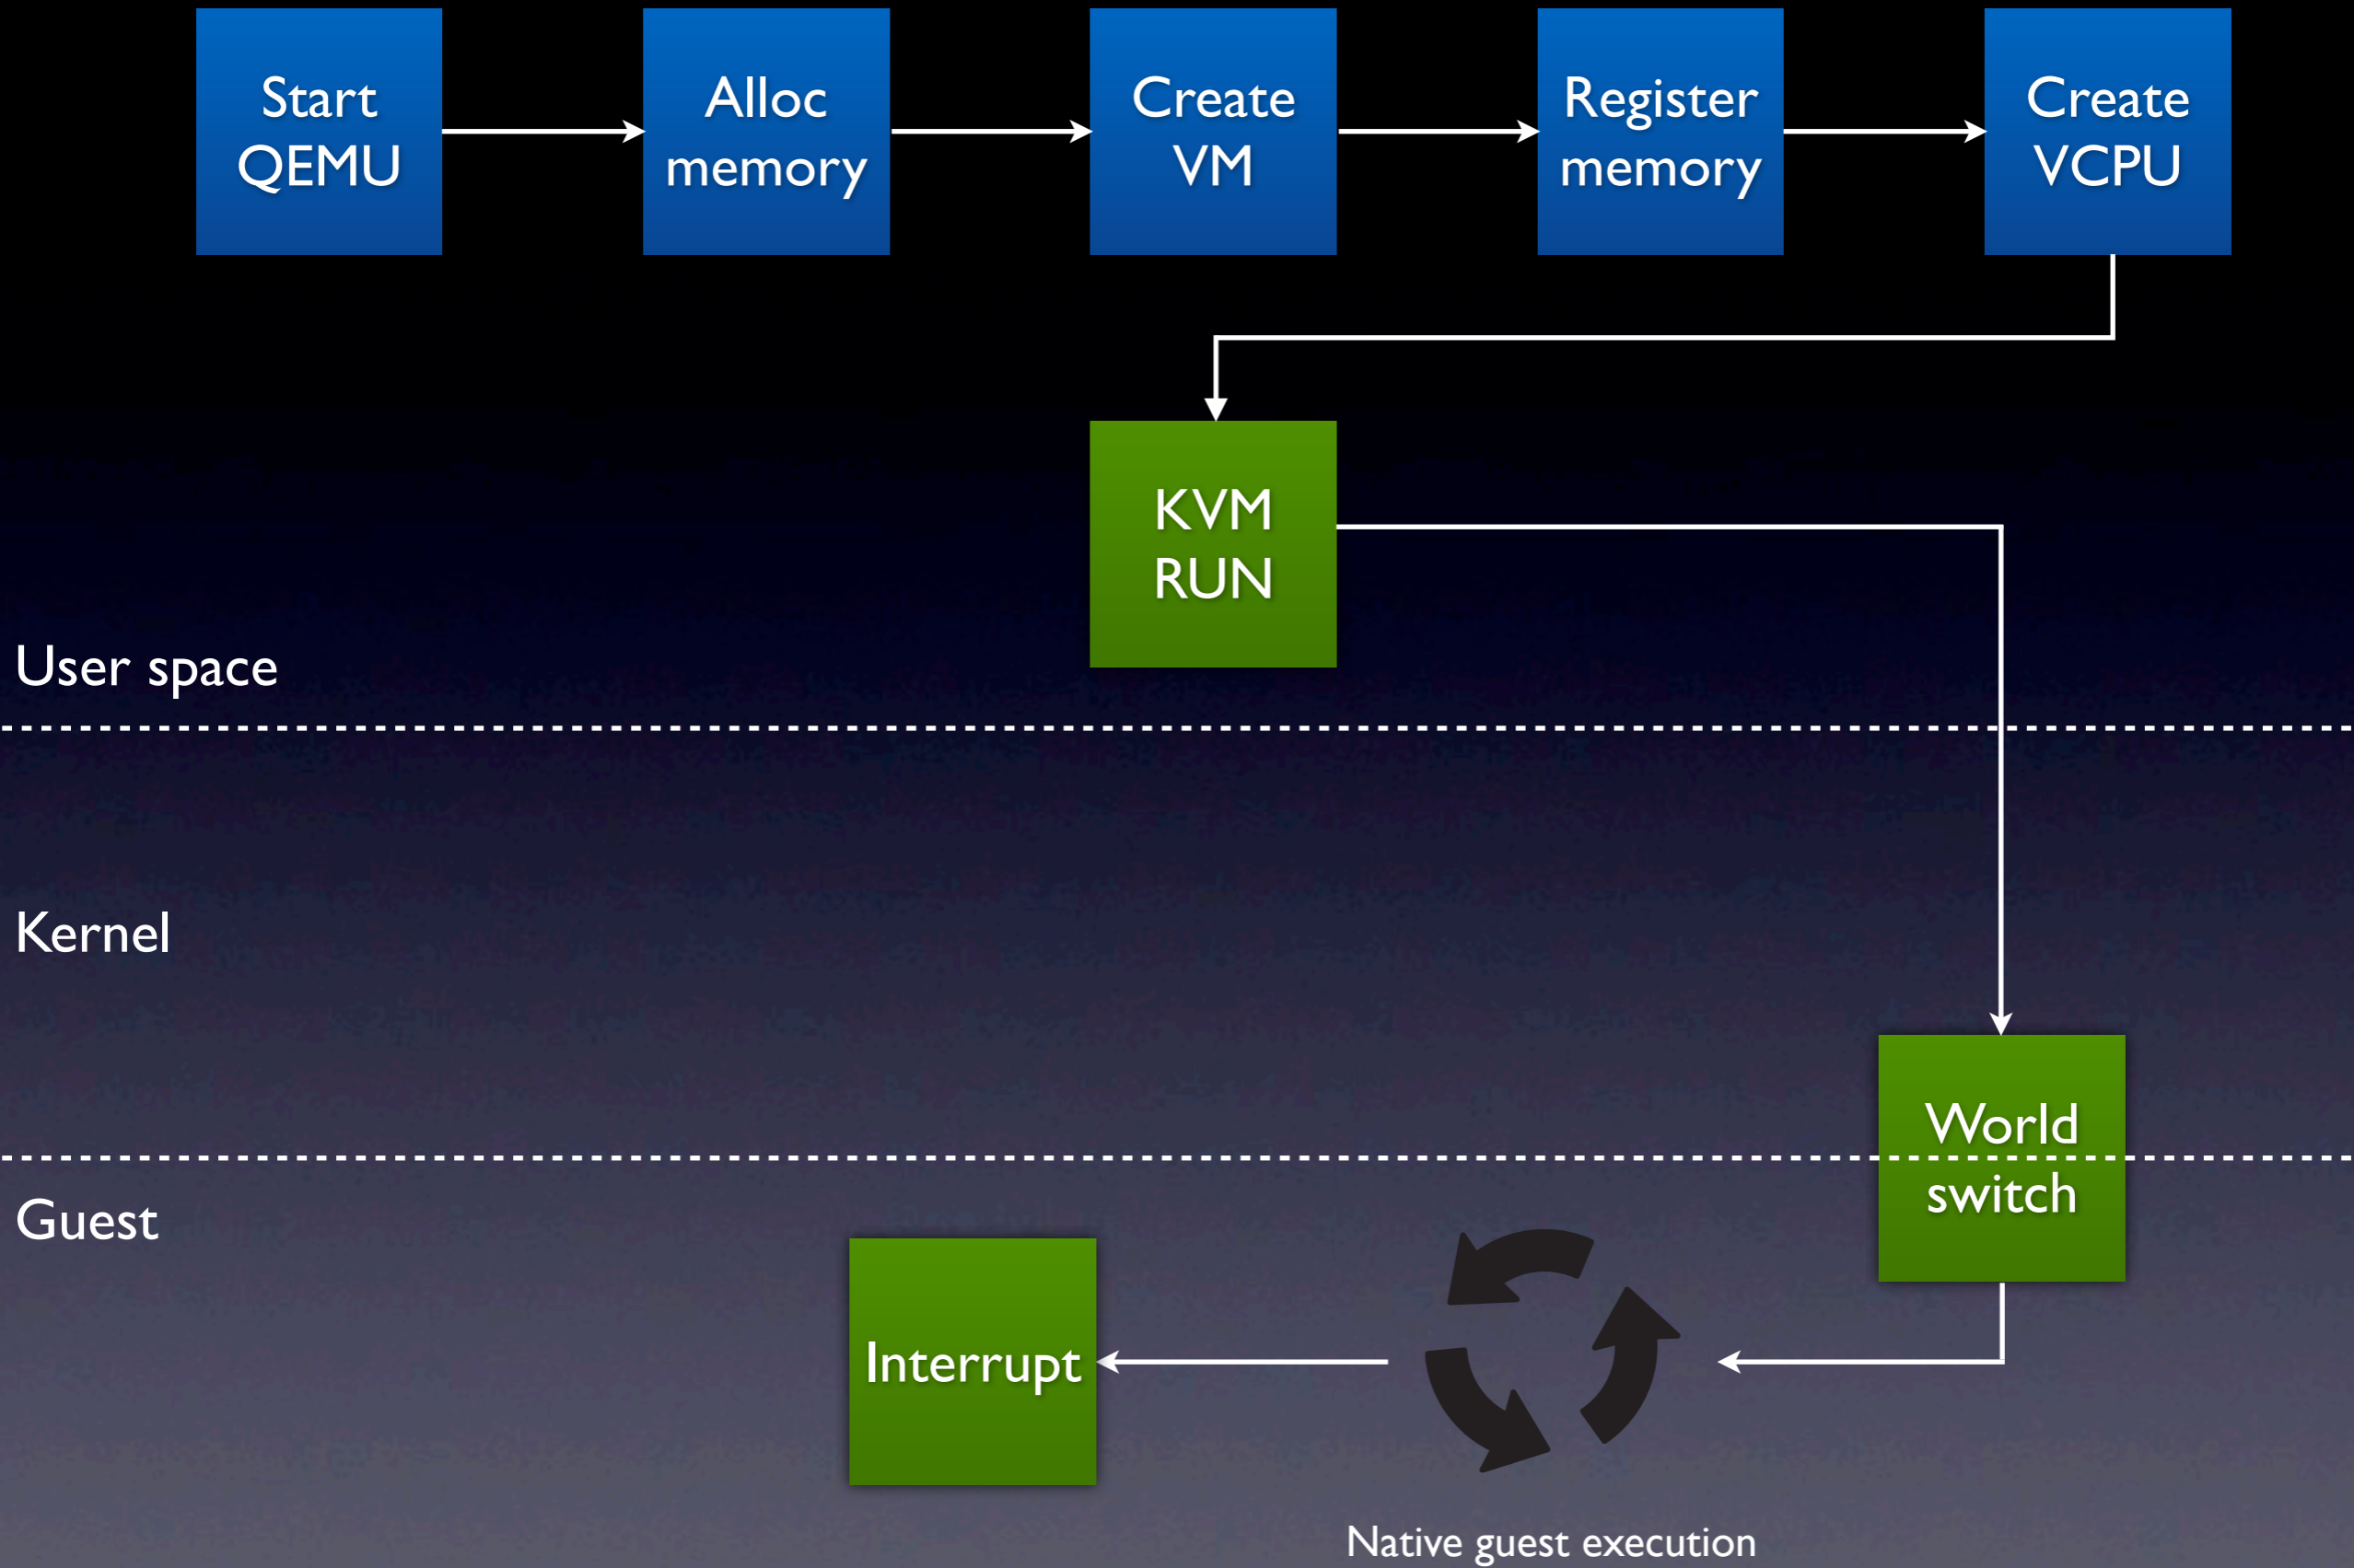 Start
QEMU
Alloc
memory
Create
VM
Register
memory
Create
VCPU
KVM
RUN
User space
Kernel
World
switch
Guest
Interrupt
Native guest execution